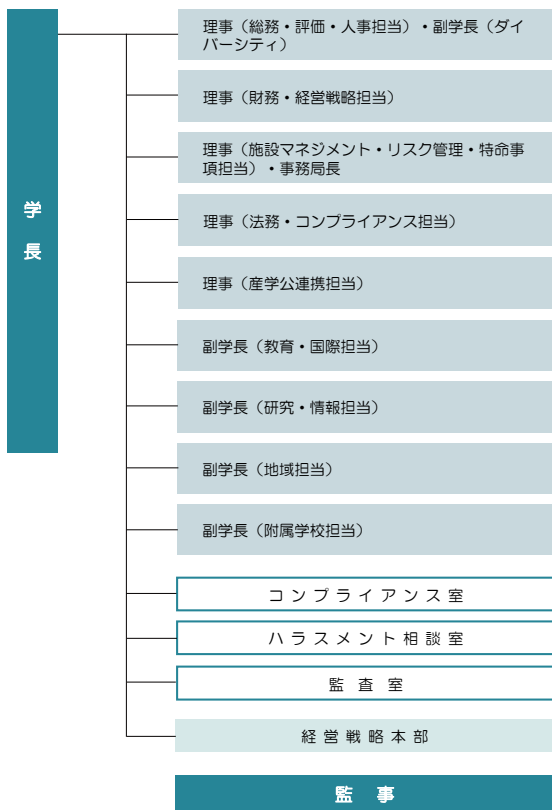 学
長
理事（総務・評価・人事担当）・副学長（ダイ
バーシティ）
理事（財務・経営戦略担当）
理事（施設マネジメント・リスク管理・特命事
項担当）・事務局長
理事（法務・コンプライアンス担当）
理事（産学公連携担当）
副学長（教育・国際担当）
副学長（研究・情報担当）
副学長（地域担当）
副学長（附属学校担当）
コンプライアンス室
ハラスメント相談室
監査室
経営戦略本部
監事